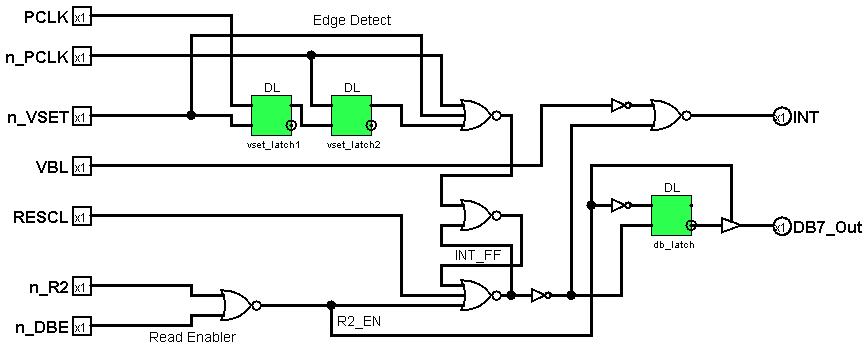 PCLK x1
Edge Detect
n_PCLK x1
DL DL
n_VSET x1
x1 INT
vset_latch1 vset_latch2
VBL x1
DL
RESCL x1
x1 DB7_Out
db_latch
INT_FF
n_R2 x1
R2_EN
n_DBE x1
Read Enabler